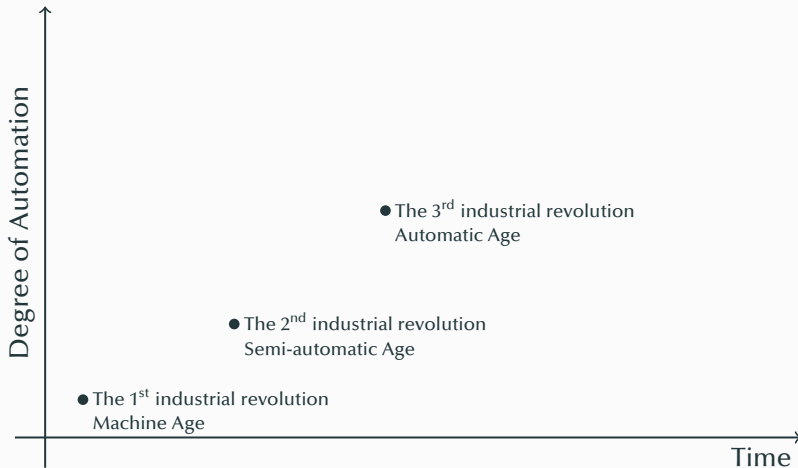 Degree of Automation
The 3rd industrial revolution
Automatic Age
The 2nd industrial revolution
Semi-automatic Age
The 1st industrial revolution
Machine Age
Time